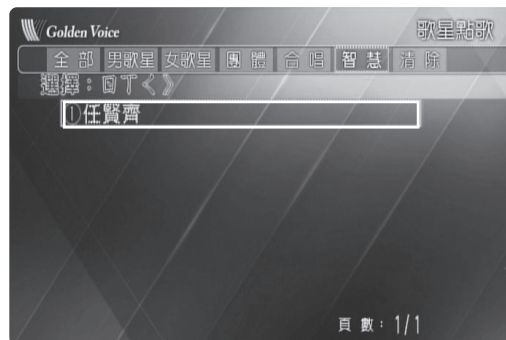 Golden Voice
歌星點歌
全部 男歌星 女歌星 團體 合唱 智慧 清除
選擇：ㄖㄒㄑ》
①任賢齊
頁數：1/1